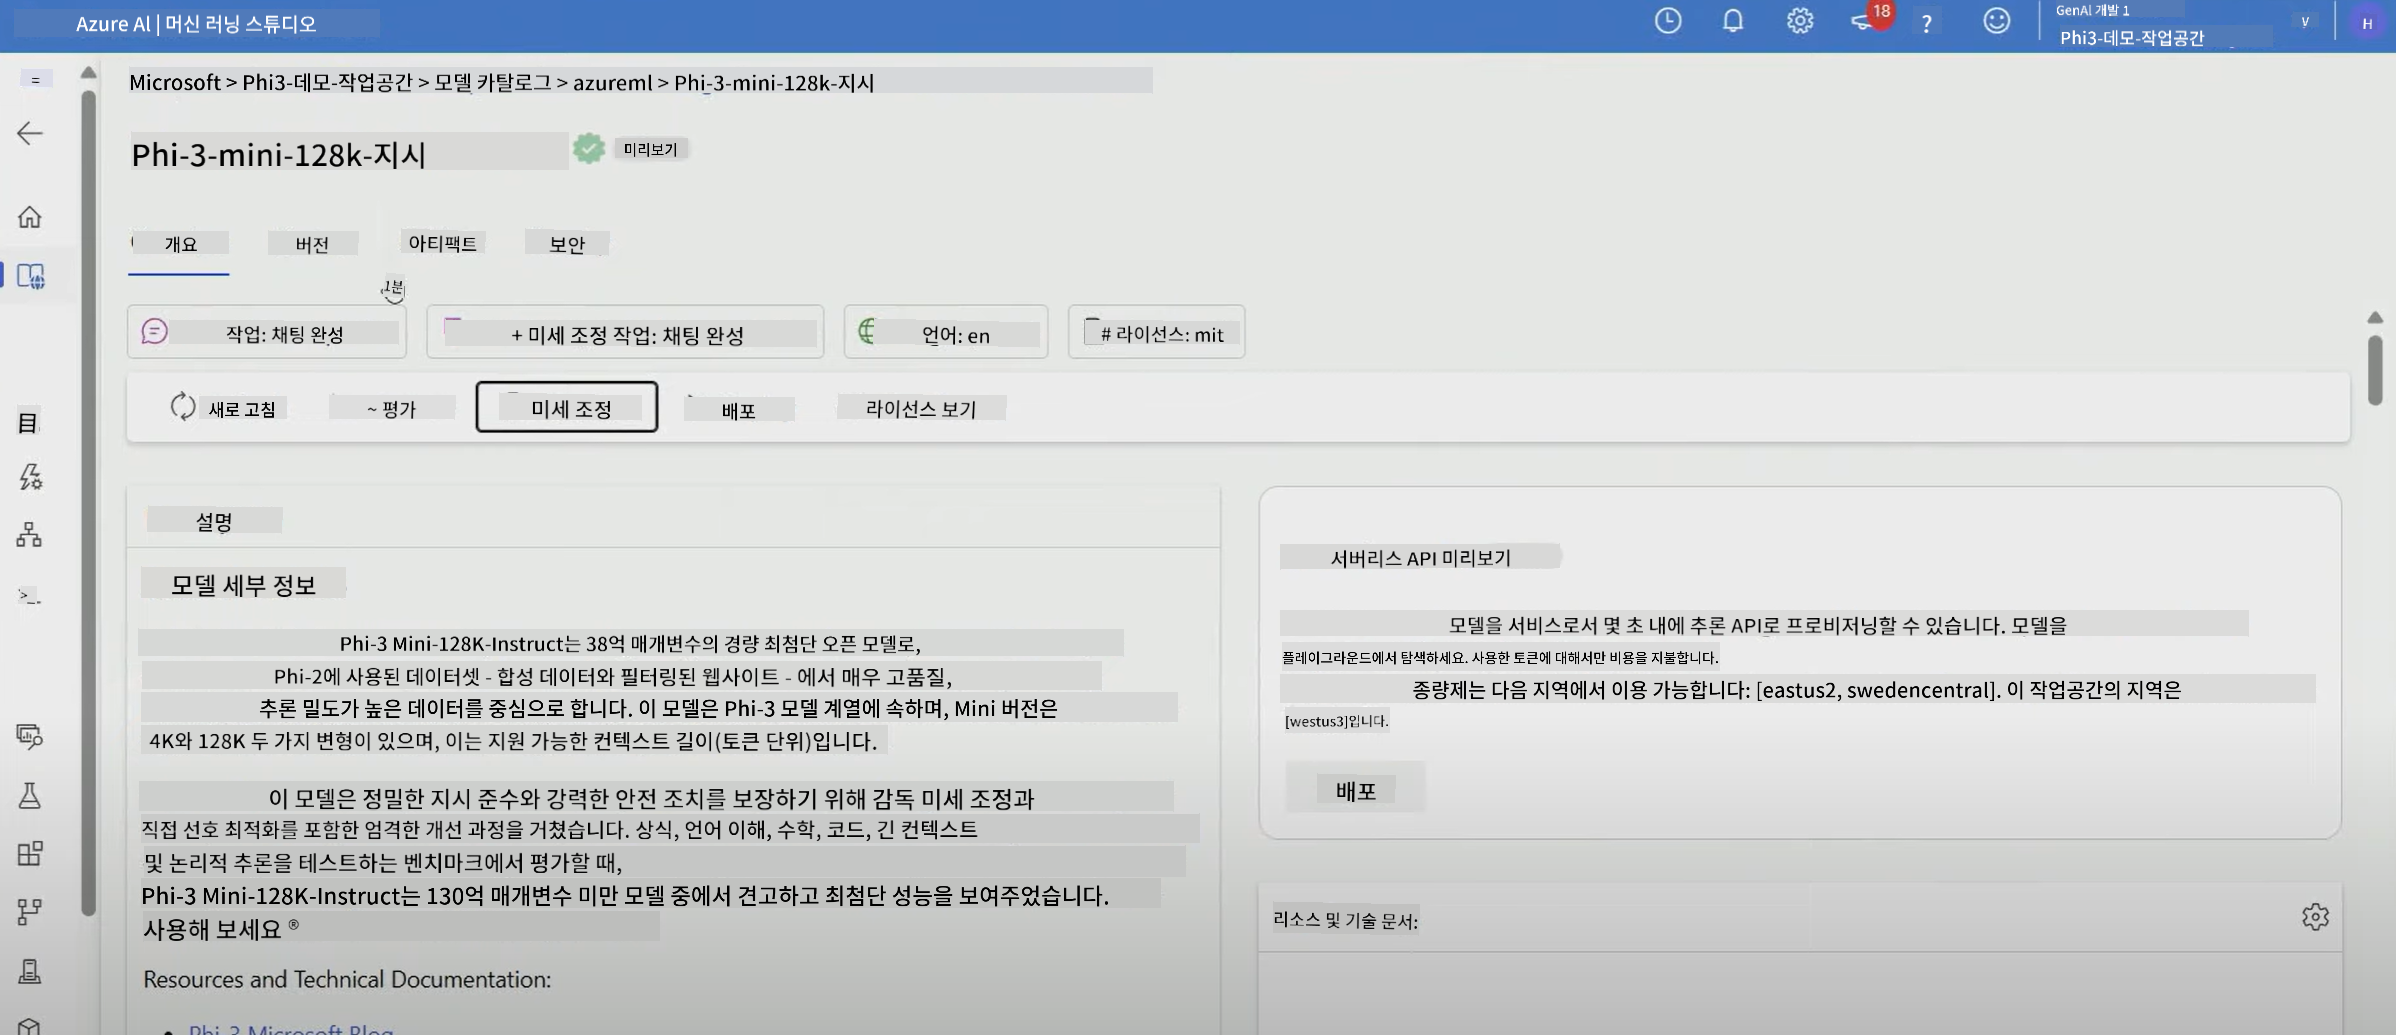 Azure AI | 머신 러닝 스튜디오
18
?
GenAI 개발 1
Phi3-데모-작업공간
V
H
Microsoft > Phi3-데모-작업공간 > 모델 카탈로그 > azureml > Phi-3-mini-128k-지시
Phi-3-mini-128k-지시
미리보기
개요
버전
아티팩트
보안
1분
작업: 채팅 완성
+ 미세 조정 작업: 채팅 완성
언어: en
# 라이선스: mit
새로 고침
~ 평가
미세 조정
배포
라이선스 보기
目
>_
설명
모델 세부 정보
Phi-3 Mini-128K-Instruct는 38억 매개변수의 경량 최첨단 오픈 모델로,
Phi-2에 사용된 데이터셋 - 합성 데이터와 필터링된 웹사이트 - 에서 매우 고품질,
추론 밀도가 높은 데이터를 중심으로 합니다. 이 모델은 Phi-3 모델 계열에 속하며, Mini 버전은
4K와 128K 두 가지 변형이 있으며, 이는 지원 가능한 컨텍스트 길이(토큰 단위)입니다.
이 모델은 정밀한 지시 준수와 강력한 안전 조치를 보장하기 위해 감독 미세 조정과
직접 선호 최적화를 포함한 엄격한 개선 과정을 거쳤습니다. 상식, 언어 이해, 수학, 코드, 긴 컨텍스트
및 논리적 추론을 테스트하는 벤치마크에서 평가할 때,
Phi-3 Mini-128K-Instruct는 130억 매개변수 미만 모델 중에서 견고하고 최첨단 성능을 보여주었습니다.
사용해 보세요 ®
Resources and Technical Documentation:
• Phi-3 Microsoft Blog
서버리스 API 미리보기
모델을 서비스로서 몇 초 내에 추론 API로 프로비저닝할 수 있습니다. 모델을
플레이그라운드에서 탐색하세요. 사용한 토큰에 대해서만 비용을 지불합니다.
종량제는 다음 지역에서 이용 가능합니다: [eastus2, swedencentral]. 이 작업공간의 지역은
[westus3]입니다.
배포
리소스 및 기술 문서: